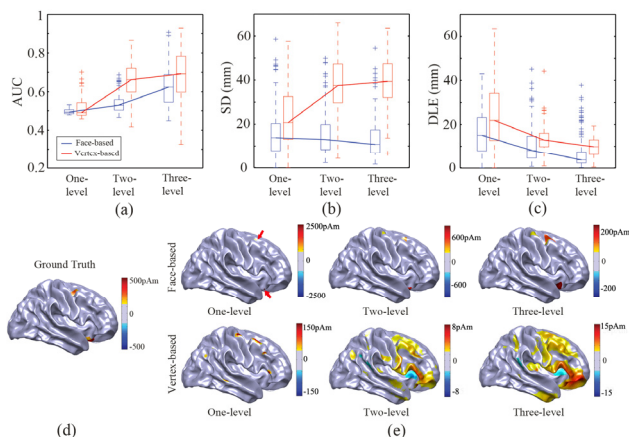 1
0.8
0.6
0.4
0.2
AUC
Face-based
Vertex-based
One-level
Two-level
Three-level
(a)
60
40
20
0
SD (mm)
One-level
Two-level
Three-level
(b)
60
40
20
0
DLE (mm)
One-level
Two-level
Three-level
(c)
Ground Truth
500pAm
0
-500
(d)
Face-based
2500pAm
0
-2500
One-level
600pAm
0
-600
Two-level
200pAm
0
-200
Three-level
Vertex-based
150pAm
0
-150
One-level
8pAm
0
-8
Two-level
15pAm
0
-15
Three-level
(e)